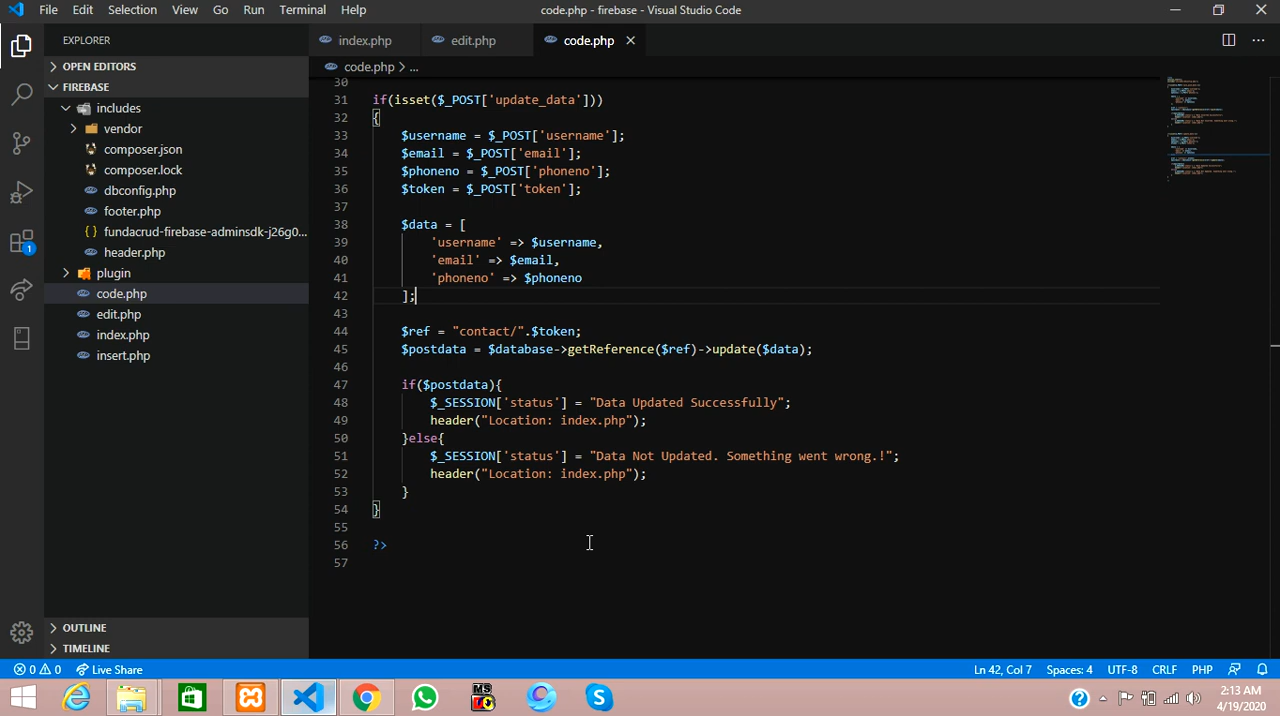 File Edit Selection View Go Run Terminal Help code.php - firebase - Visual Studio Code
EXPLORER
index.php edit.php code.php
OPEN EDITORS
code.php > ...
FIREBASE
includes
vendor
composer.json
composer.lock
dbconfig.php
footer.php
{ } fundacrud-firebase-adminsdk-j26g0...
header.php
plugin
code.php
edit.php
index.php
insert.php
OUTLINE
TIMELINE
30
31 if(isset($_POST['update_data']))
32 {
33 $username = $_POST['username'];
34 $email = $_POST['email'];
35 $phoneno = $_POST['phoneno'];
36 $token = $_POST['token'];
37
38 $data = [
39 'username' => $username,
40 'email' => $email,
41 'phoneno' => $phoneno
42 ];
43
44 $ref = "contact/".$token;
45 $postdata = $database->getReference($ref)->update($data);
46
47 if($postdata){
48 $_SESSION['status'] = "Data Updated Successfully";
49 header("Location: index.php");
50 }else{
51 $_SESSION['status'] = "Data Not Updated. Something went wrong.!";
52 header("Location: index.php");
53 }
54 }
55
56 ?>
57
1
0 0 Live Share Ln 42, Col 7 Spaces: 4 UTF-8 CRLF PHP
2:13 AM
4/19/2020